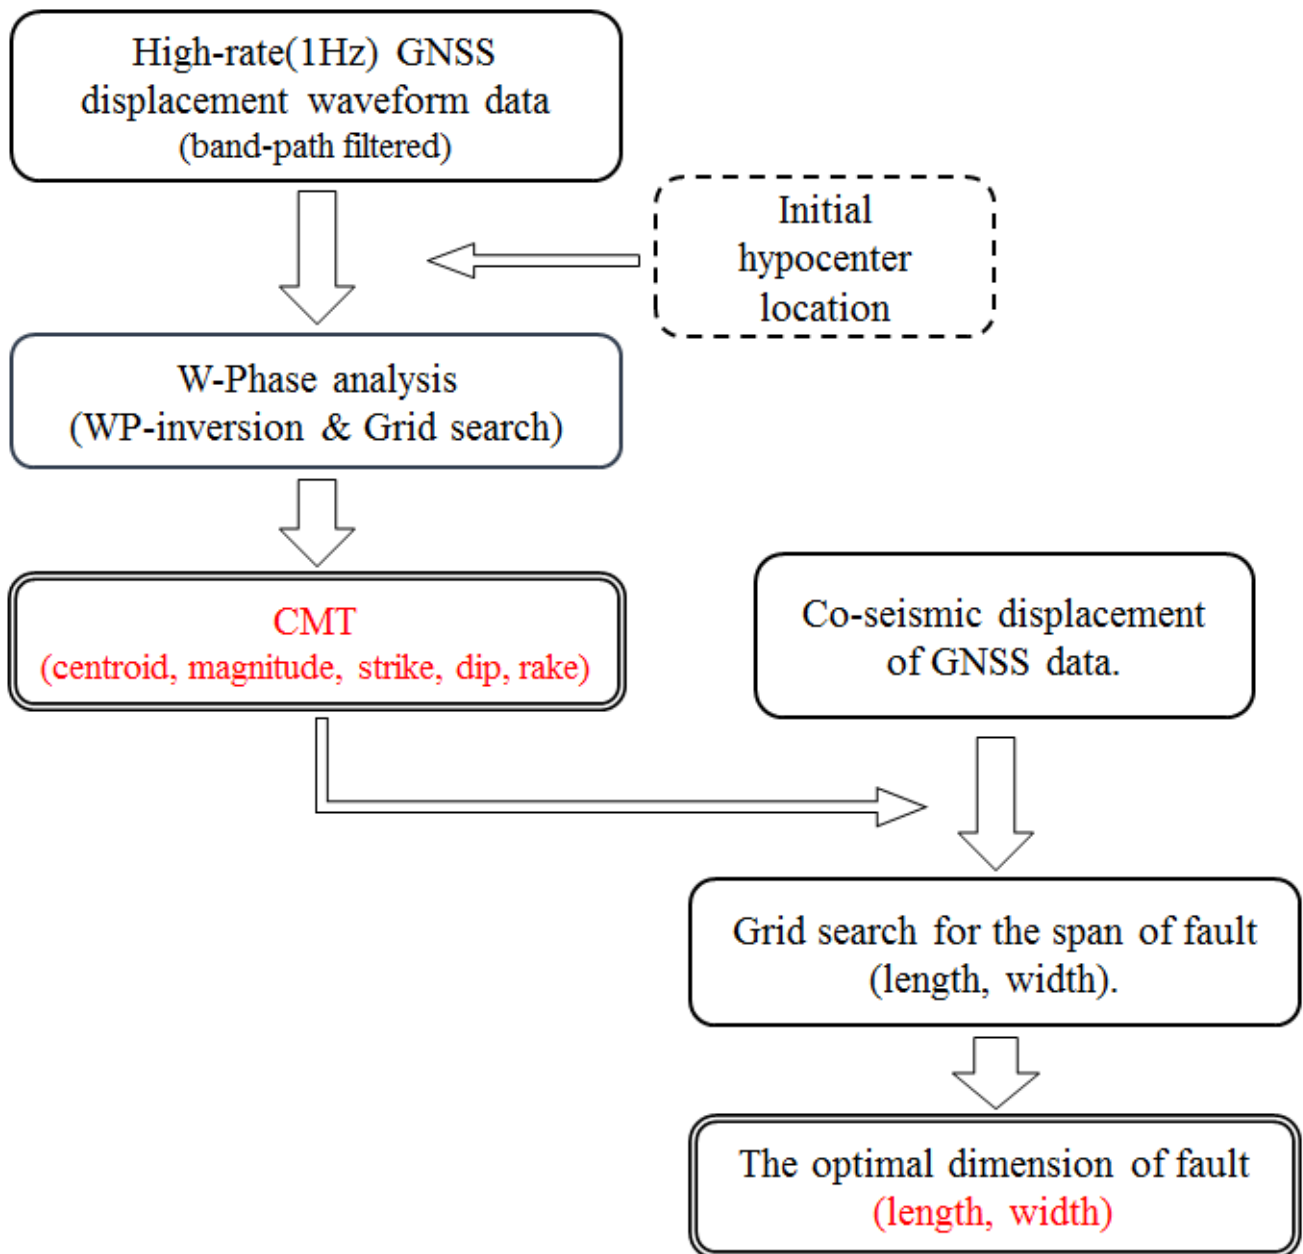 High-rate(1Hz) GNSS
displacement waveform data
(band-path filtered)
Initial
hypocenter
location
W-Phase analysis
(WP-inversion & Grid search)
CMT
(centroid, magnitude, strike, dip, rake)
Co-seismic displacement
of GNSS data.
Grid search for the span of fault
(length, width).
The optimal dimension of fault
(length, width)